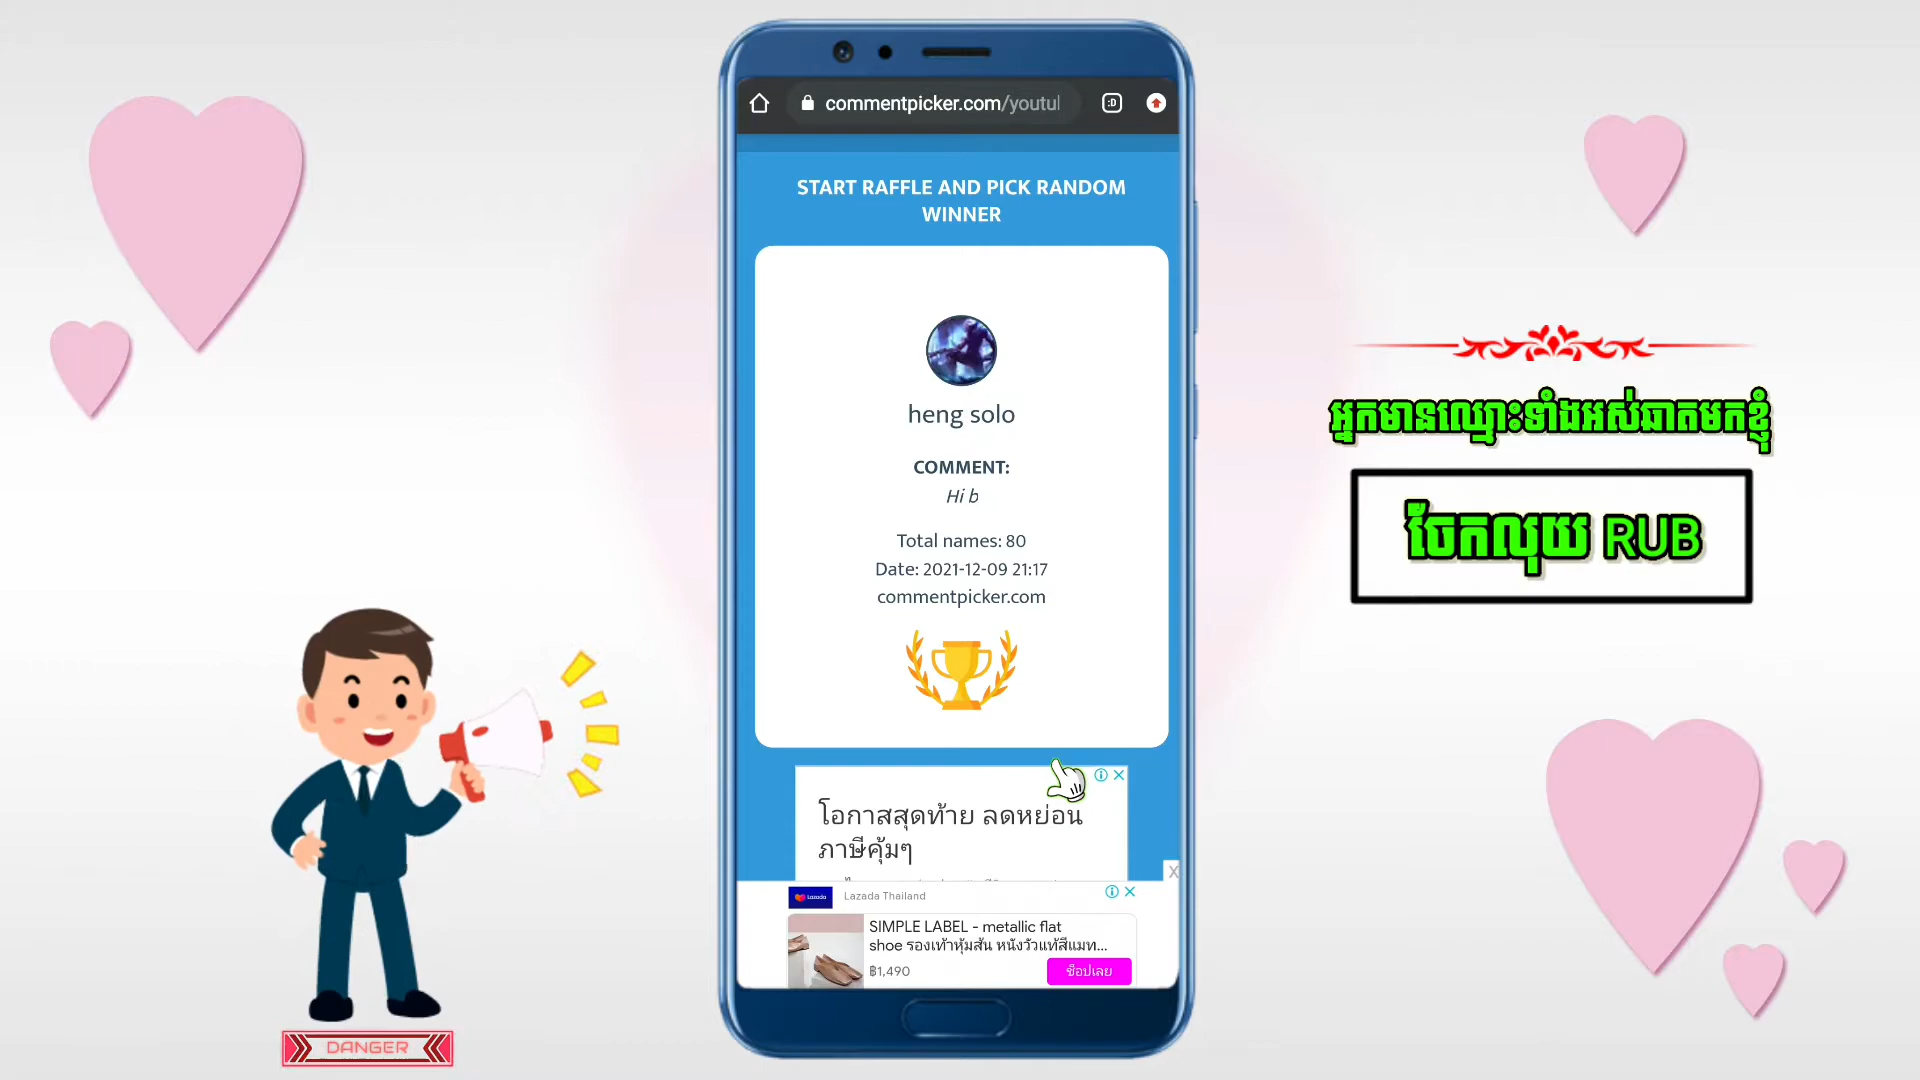 commentpicker.com/youtul
:D
START RAFFLE AND PICK RANDOM
WINNER
heng solo
COMMENT:
Hi b
Total names: 80
Date: 2021-12-09 21:17
commentpicker.com
โอกาสสุดท้าย ลดหย่อน
ภาษีคุ้มๆ
X
Lazada
Lazada Thailand
SIMPLE LABEL - metallic flat
shoe รองเท้าหุ้มส้น หนังวัวแท้สีแมท...
฿1,490
ช็อปเลย
អ្នកមានឈ្មោះទាំងអស់ឆាតមកខ្ញុំ
ចែកលុយ RUB
DANGER